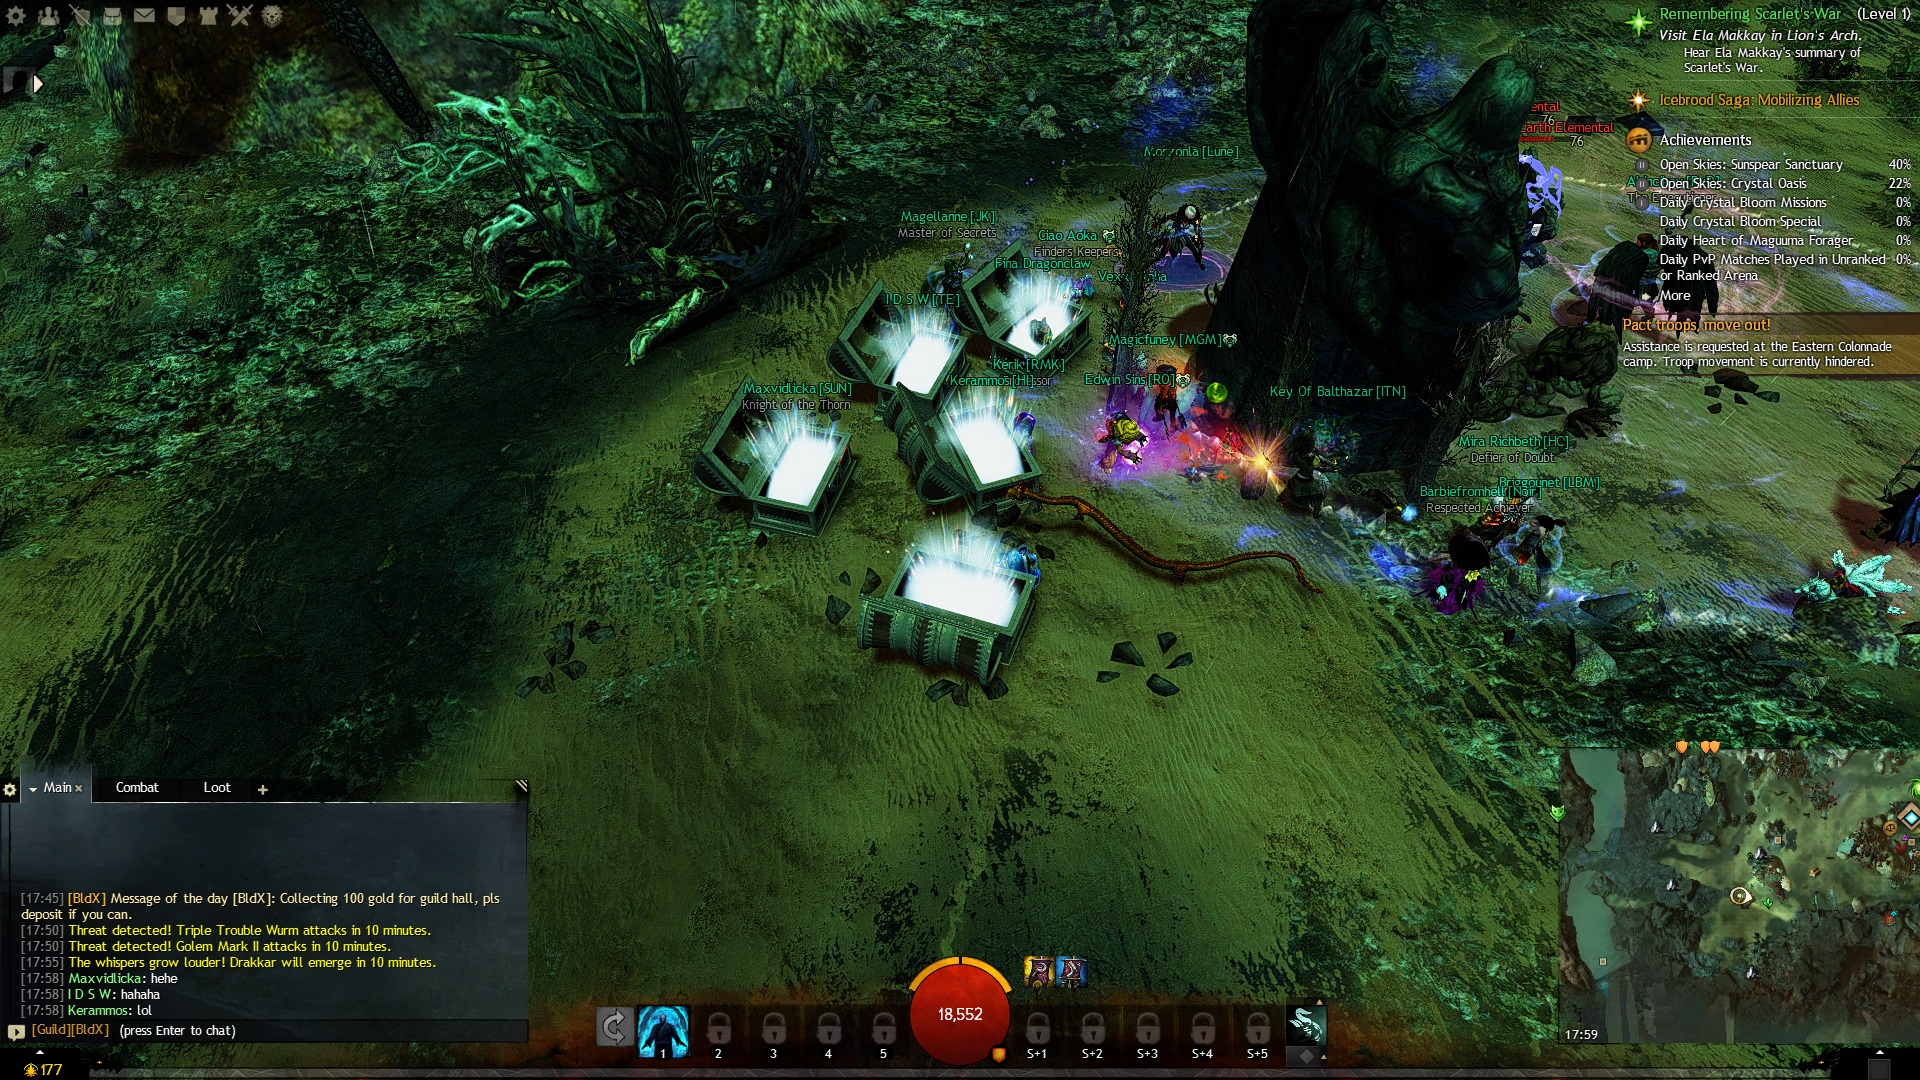 Remembering Scarlet's War (Level 1)
Visit Ela Makkay in Lion's Arch.
Hear Ela Makkay's summary of
Scarlet's War.
Icebrood Saga: Mobilizing Allies
ental
76
arth Elemental
76
Achievements
Open Skies: Sunspear Sanctuary 40%
Open Skies: Crystal Oasis 22%
Daily Crystal Bloom Missions 0%
Daily Crystal Bloom Special 0%
Daily Heart of Maguuma Forager 0%
Daily PvP Matches Played in Unranked 0%
or Ranked Arena
More
Pact troops, move out!
Assistance is requested at the Eastern Colonnade
camp. Troop movement is currently hindered.
[Lune]
Magellanne [JK]
Master of Secrets
Ciao Aoka
Finders Keepers
Fina Dragonclaw
I D S W [TE]
Magicfuney [MGM]
Kerik [RMK]
Kerammos
Edwin Sins [RO]
Maxvidlicka [SUN]
Knight of the Thorn
Key Of Balthazar [ITN]
Mira Richbeth [HC]
Defier of Doubt
Briggounet [LBM]
Barbiefromhell [Noir]
Respected Achiever
Main Combat Loot
[17:45] [BldX] Message of the day [BldX]: Collecting 100 gold for guild hall, pls
deposit if you can.
[17:50] Threat detected! Triple Trouble Wurm attacks in 10 minutes.
[17:50] Threat detected! Golem Mark II attacks in 10 minutes.
[17:55] The whispers grow louder! Drakkar will emerge in 10 minutes.
[17:58] Maxvidlicka: hehe
[17:58] I D S W: hahaha
[17:58] Kerammos: lol
[Guild][BldX] (press Enter to chat)
18,552
1 2 3 4 5 S+1 S+2 S+3 S+4 S+5
17:59
177